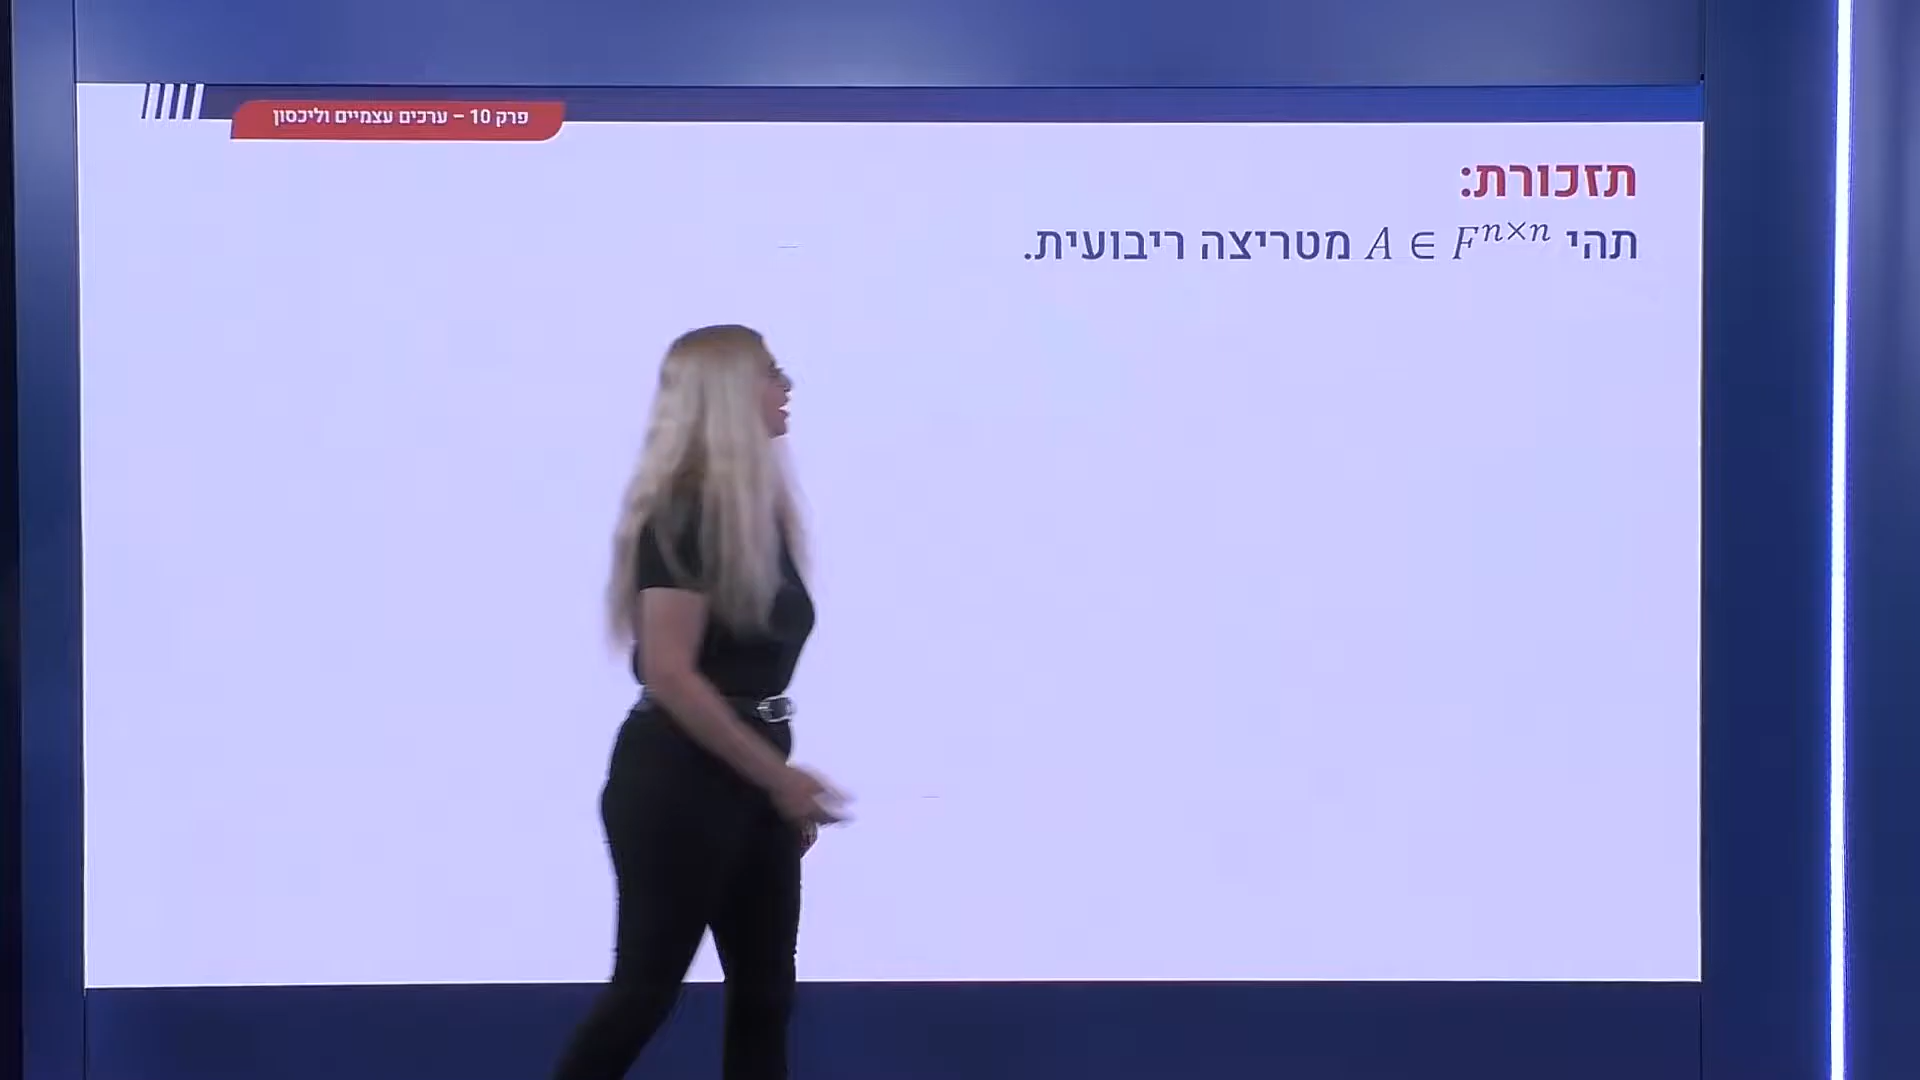 פרק 10 – ערכים עצמיים וליכסון
תזכורת:
תהי $A \in F^{n \times n}$ מטריצה ריבועית.